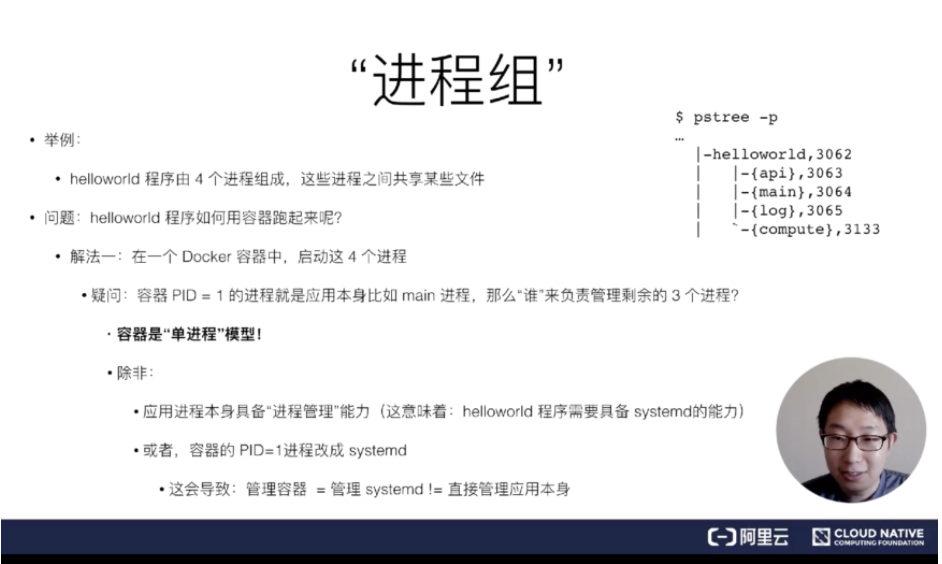 “进程组”
• 举例：
• helloworld 程序由 4 个进程组成，这些进程之间共享某些文件
• 问题：helloworld 程序如何用容器跑起来呢？
• 解法一：在一个 Docker 容器中，启动这 4 个进程
• 疑问：容器 PID = 1 的进程就是应用本身比如 main 进程，那么“谁”来负责管理剩余的 3 个进程？
· 容器是“单进程”模型！
• 除非：
• 应用进程本身具备“进程管理”能力（这意味着：helloworld 程序需要具备 systemd的能力）
• 或者，容器的 PID=1进程改成 systemd
• 这会导致：管理容器 = 管理 systemd != 直接管理应用本身
$ pstree -p
…
|-helloworld,3062
|   |-{api},3063
|   |-{main},3064
|   |-{log},3065
|   `-{compute},3133
阿里云
CLOUD NATIVE
COMPUTING FOUNDATION